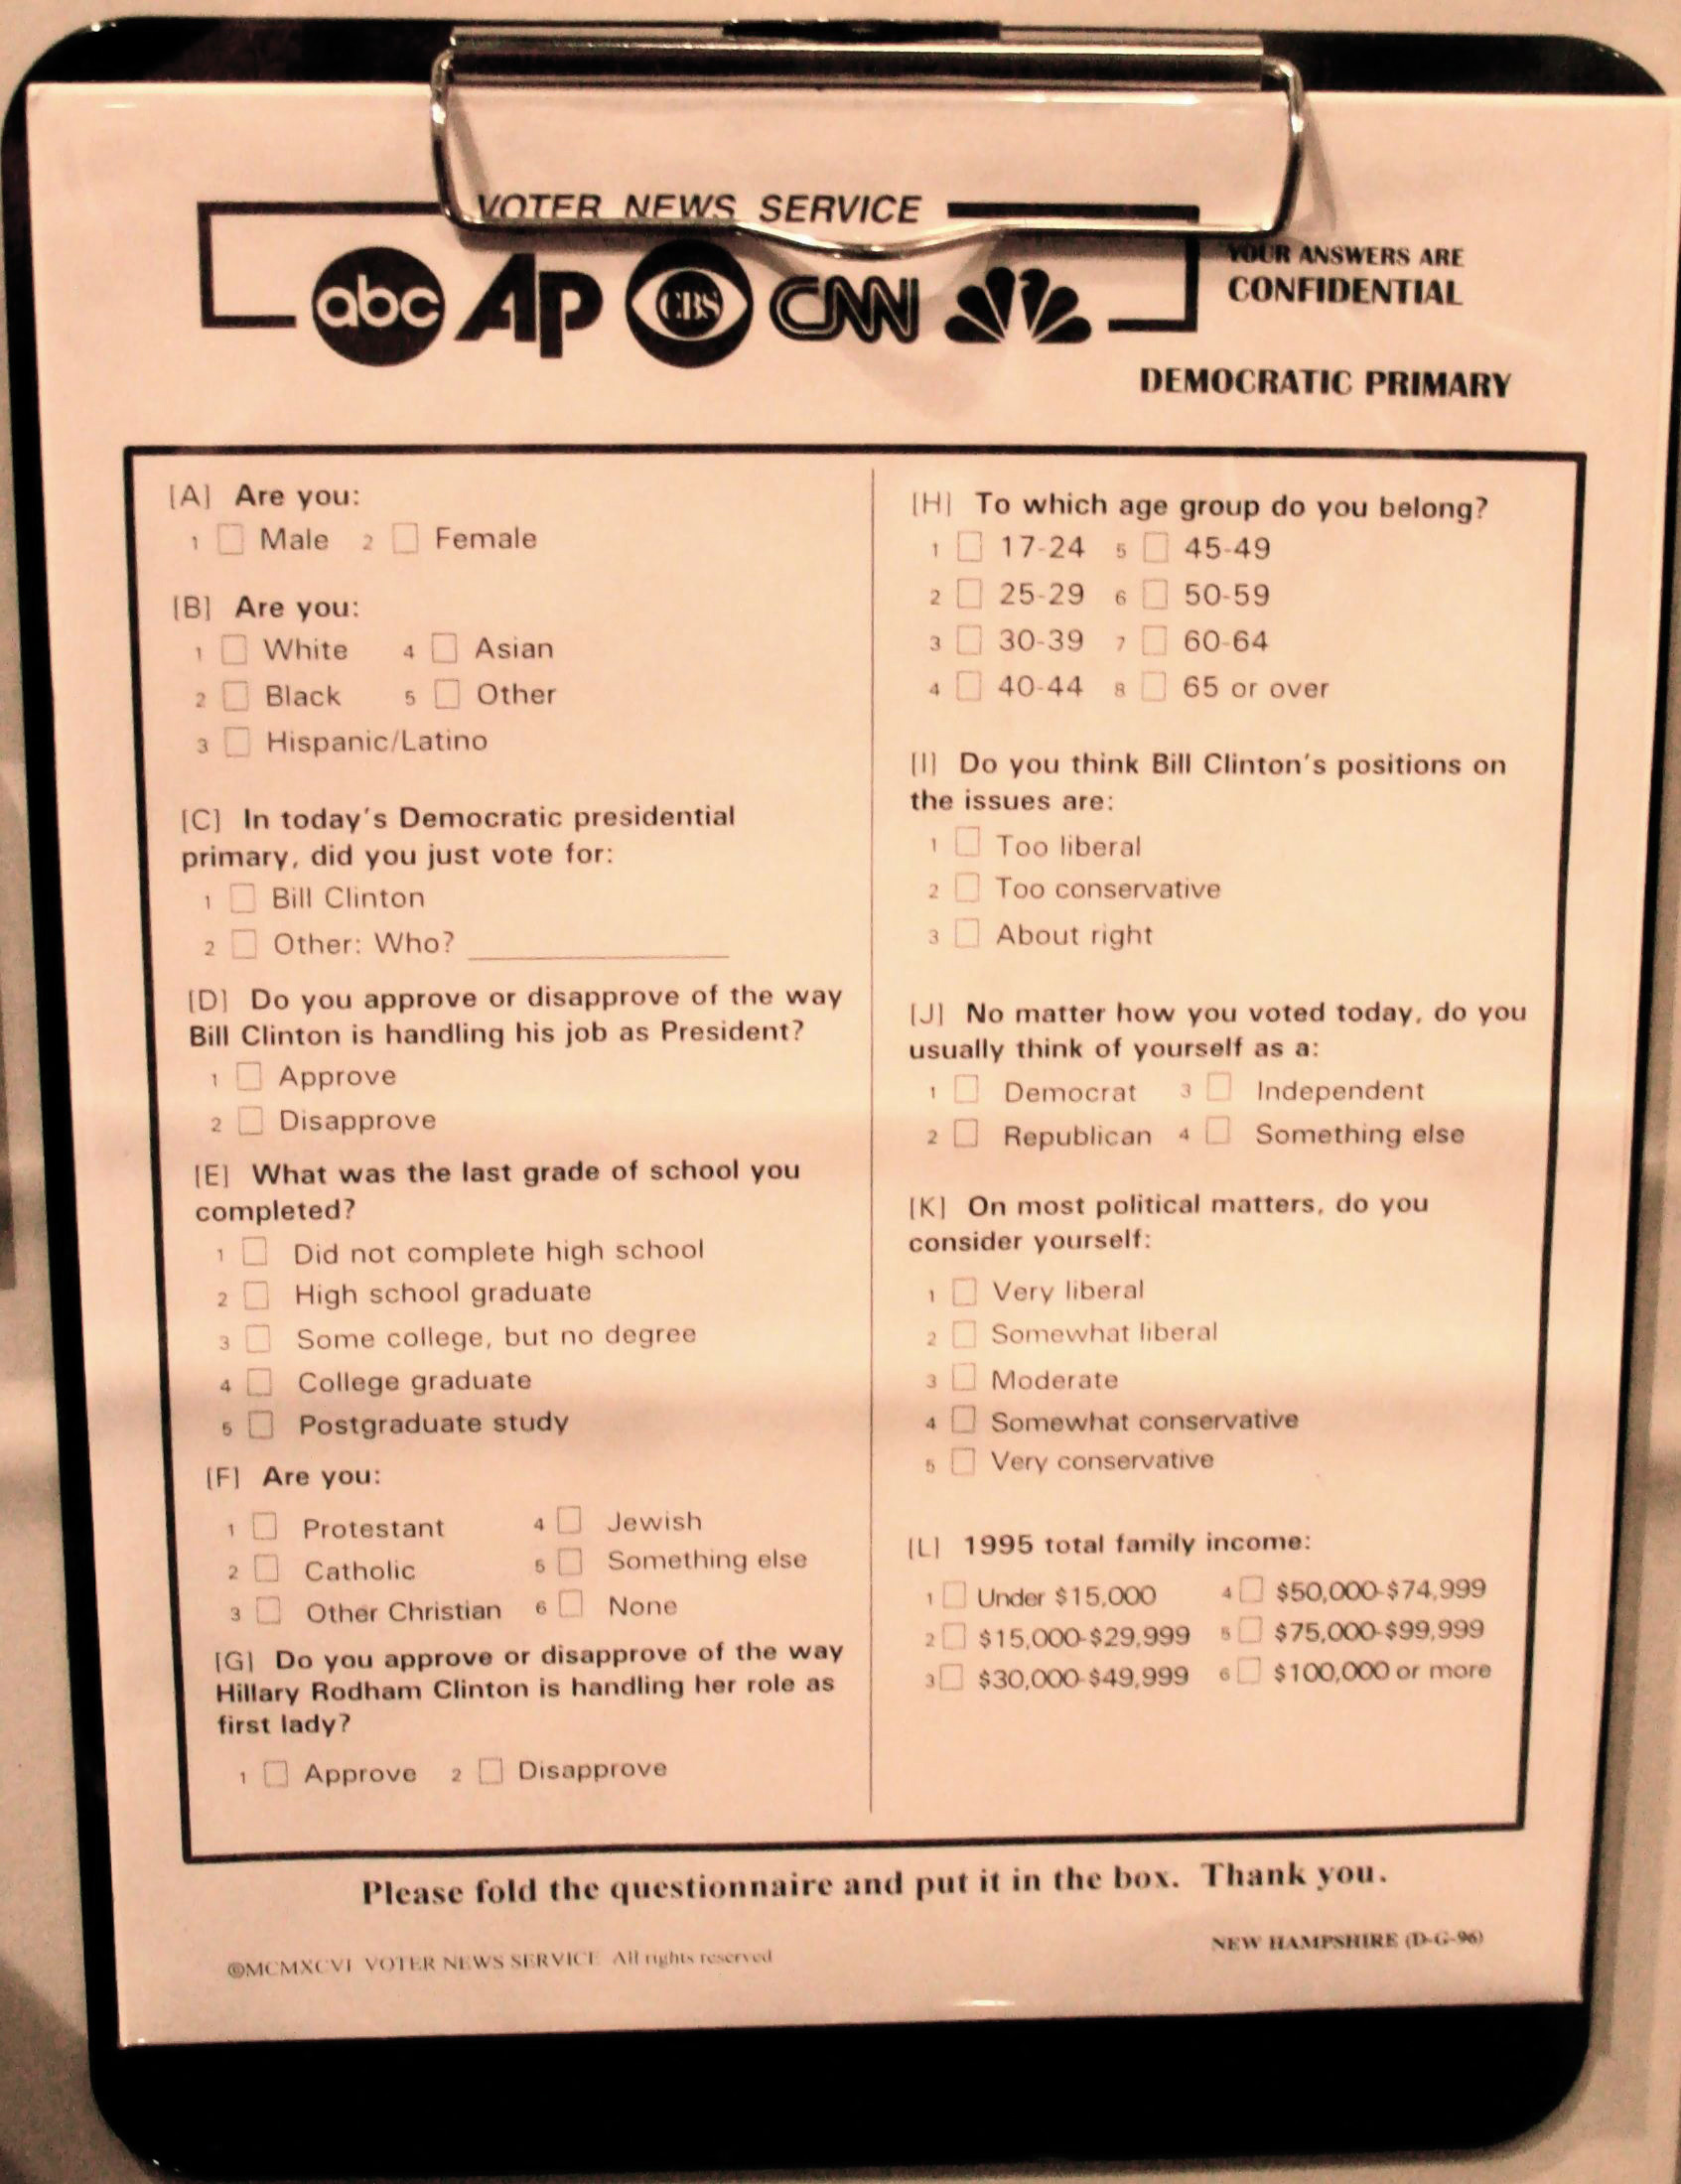 VOTER NEWS SERVICE
abc AP CBS CNN
YOUR ANSWERS ARE
CONFIDENTIAL
DEMOCRATIC PRIMARY
[A] Are you:
1 Male 2 Female
[B] Are you:
1 White 4 Asian
2 Black 5 Other
3 Hispanic/Latino
[C] In today's Democratic presidential
primary, did you just vote for:
1 Bill Clinton
2 Other: Who?
[D] Do you approve or disapprove of the way
Bill Clinton is handling his job as President?
1 Approve
2 Disapprove
[E] What was the last grade of school you
completed?
1 Did not complete high school
2 High school graduate
3 Some college, but no degree
4 College graduate
5 Postgraduate study
[F] Are you:
1 Protestant 4 Jewish
2 Catholic 5 Something else
3 Other Christian 6 None
[G] Do you approve or disapprove of the way
Hillary Rodham Clinton is handling her role as
first lady?
1 Approve 2 Disapprove
[H] To which age group do you belong?
1 17-24 5 45-49
2 25-29 6 50-59
3 30-39 7 60-64
4 40-44 8 65 or over
[I] Do you think Bill Clinton's positions on
the issues are:
1 Too liberal
2 Too conservative
3 About right
[J] No matter how you voted today, do you
usually think of yourself as a:
1 Democrat 3 Independent
2 Republican 4 Something else
[K] On most political matters, do you
consider yourself:
1 Very liberal
2 Somewhat liberal
3 Moderate
4 Somewhat conservative
5 Very conservative
[L] 1995 total family income:
1 Under $15,000 4 $50,000-$74,999
2 $15,000-$29,999 5 $75,000-$99,999
3 $30,000-$49,999 6 $100,000 or more
Please fold the questionnaire and put it in the box. Thank you.
©MCMXCVI VOTER NEWS SERVICE All rights reserved
NEW HAMPSHIRE (D-G-96)